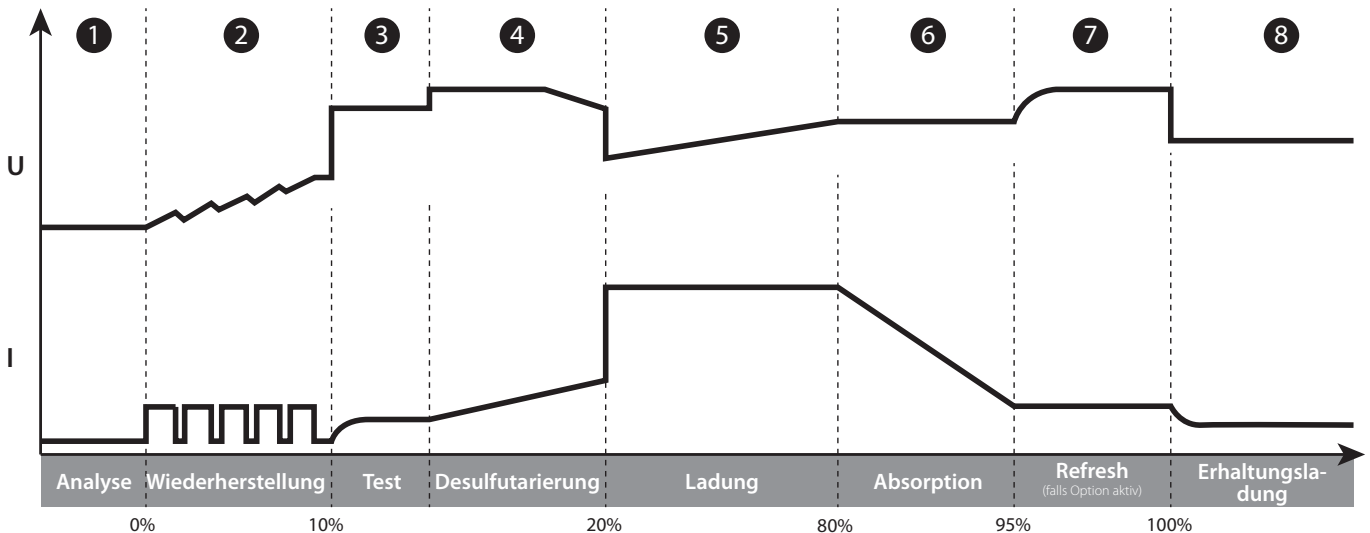 1 2 3 4 5 6 7 8
U
I
Analyse Wiederherstellung Test Desulfutarierung Ladung Absorption Refresh Erhaltungsla-
(falls Option aktiv) dung
0% 10% 20% 80% 95% 100%